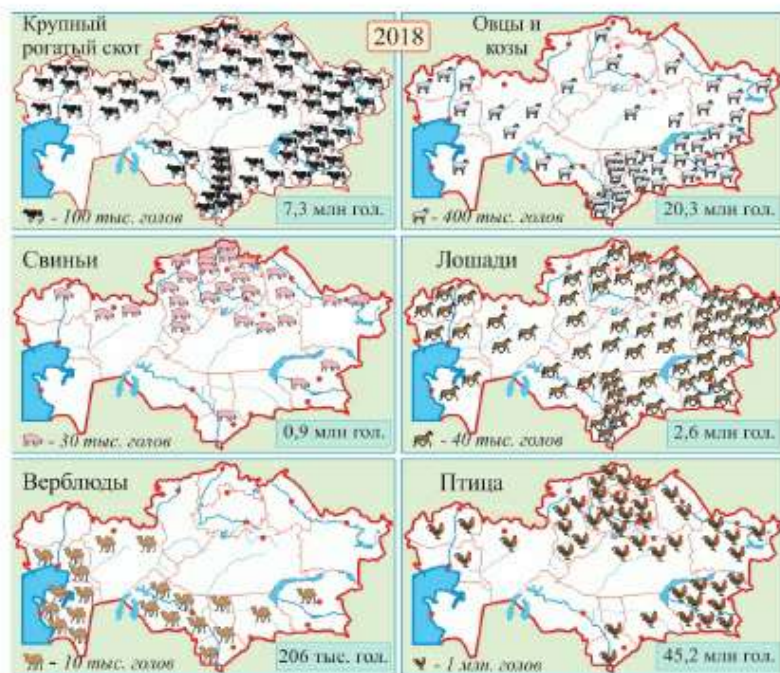 Крупный
рогатый скот
2018
Овцы и
козы
- 100 тыс. голов
7,3 млн гол.
- 400 тыс. голов
20,3 млн гол.
Свиньи
Лошади
- 30 тыс. голов
0,9 млн гол.
- 40 тыс. голов
2,6 млн гол.
Верблюды
Птица
- 10 тыс. голов
206 тыс. гол.
- 1 млн. голов
45,2 млн гол.